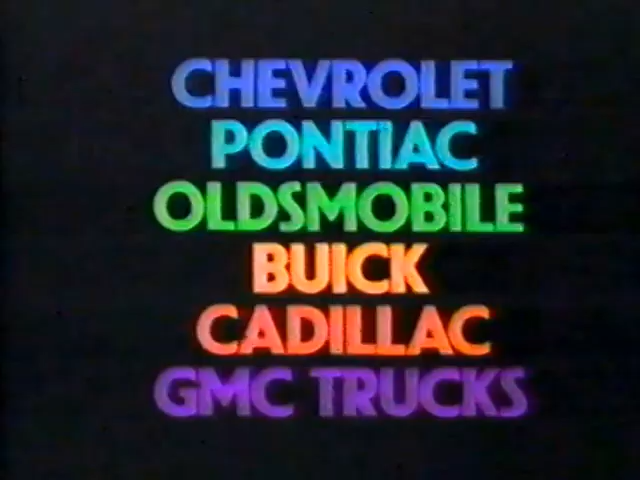 CHEVROLET
PONTIAC
OLDSMOBILE
BUICK
CADILLAC
GMC TRUCKS